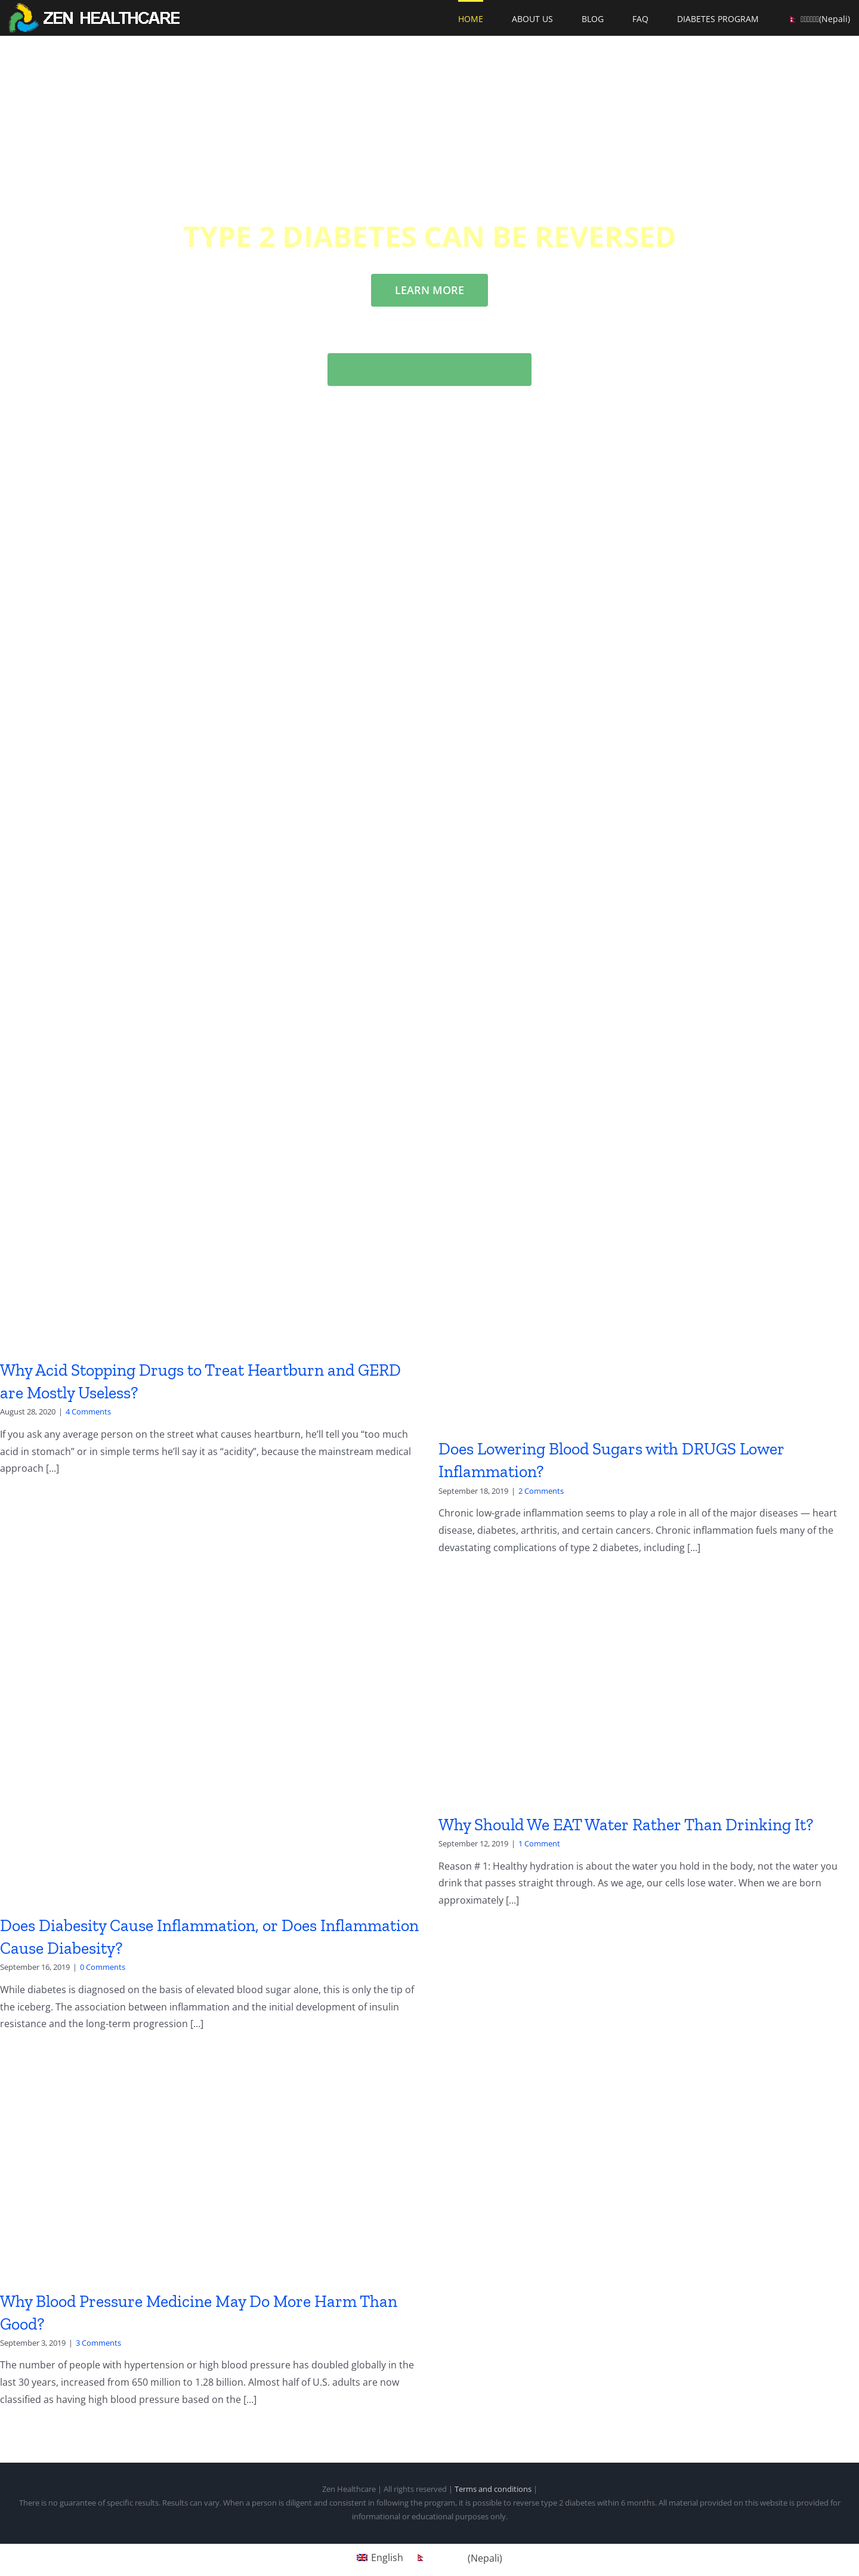 ZEN HEALTHCARE
HOME
ABOUT US
BLOG
FAQ
DIABETES PROGRAM
(Nepali)
TYPE 2 DIABETES CAN BE REVERSED
LEARN MORE
Why Acid Stopping Drugs to Treat Heartburn and GERD
are Mostly Useless?
August 28, 2020 | 4 Comments
If you ask any average person on the street what causes heartburn, he’ll tell you “too much
acid in stomach” or in simple terms he’ll say it as “acidity”, because the mainstream medical
approach [...]
Does Lowering Blood Sugars with DRUGS Lower
Inflammation?
September 18, 2019 | 2 Comments
Chronic low-grade inflammation seems to play a role in all of the major diseases — heart
disease, diabetes, arthritis, and certain cancers. Chronic inflammation fuels many of the
devastating complications of type 2 diabetes, including [...]
Why Should We EAT Water Rather Than Drinking It?
September 12, 2019 | 1 Comment
Reason # 1: Healthy hydration is about the water you hold in the body, not the water you
drink that passes straight through. As we age, our cells lose water. When we are born
approximately [...]
Does Diabesity Cause Inflammation, or Does Inflammation
Cause Diabesity?
September 16, 2019 | 0 Comments
While diabetes is diagnosed on the basis of elevated blood sugar alone, this is only the tip of
the iceberg. The association between inflammation and the initial development of insulin
resistance and the long-term progression [...]
Why Blood Pressure Medicine May Do More Harm Than
Good?
September 3, 2019 | 3 Comments
The number of people with hypertension or high blood pressure has doubled globally in the
last 30 years, increased from 650 million to 1.28 billion. Almost half of U.S. adults are now
classified as having high blood pressure based on the [...]
Zen Healthcare | All rights reserved | Terms and conditions |
There is no guarantee of specific results. Results can vary. When a person is diligent and consistent in following the program, it is possible to reverse type 2 diabetes within 6 months. All material provided on this website is provided for
informational or educational purposes only.
English
(Nepali)